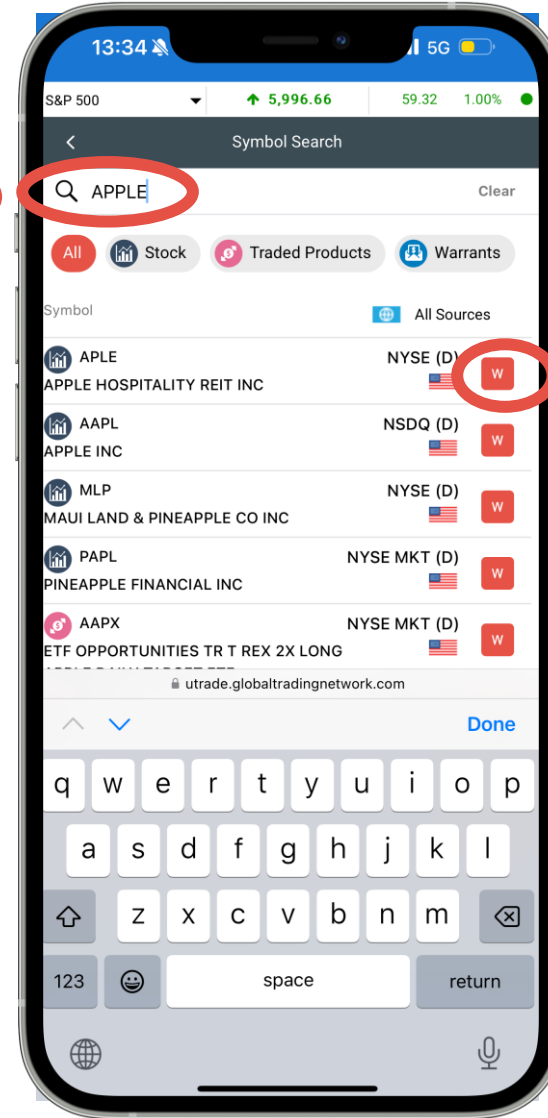 13:34 5G
S&P 500 5,996.66 59.32 1.00%
Symbol Search
APPLE Clear
All Stock Traded Products Warrants
Symbol All Sources
APLE NYSE (D)
APPLE HOSPITALITY REIT INC W
AAPL NSDQ (D)
APPLE INC W
MLP NYSE (D)
MAUI LAND & PINEAPPLE CO INC W
PAPL NYSE MKT (D)
PINEAPPLE FINANCIAL INC W
AAPX NYSE MKT (D)
ETF OPPORTUNITIES TR T REX 2X LONG W
utrade.globaltradingnetwork.com
Done
q w e r t y u i o p
a s d f g h j k l
z x c v b n m
123 space return